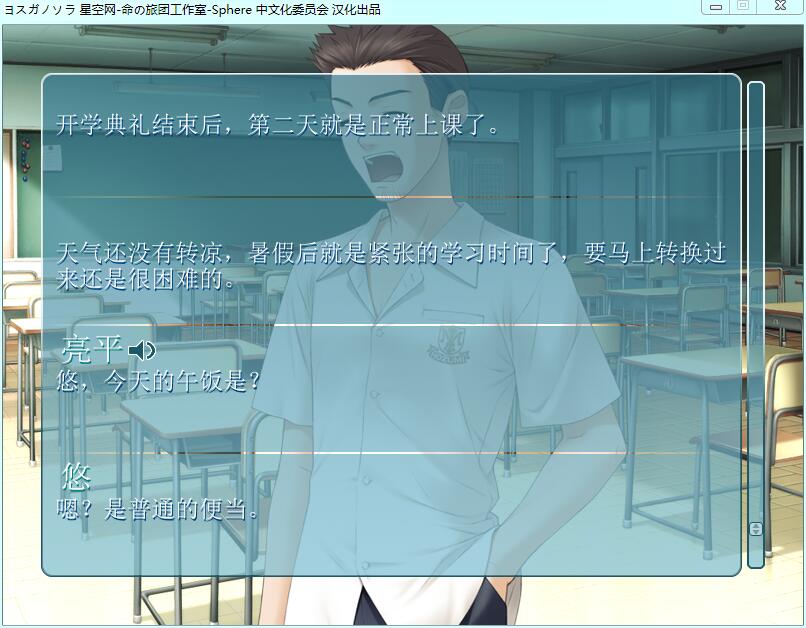 ヨスガノソラ 星空网-命の旅团工作室-Sphere 中文化委员会 汉化出品
开学典礼结束后，第二天就是正常上课了。
天气还没有转凉，暑假后就是紧张的学习时间了，要马上转换过
来还是很困难的。
亮平
悠，今天的午饭是？
悠
嗯？是普通的便当。